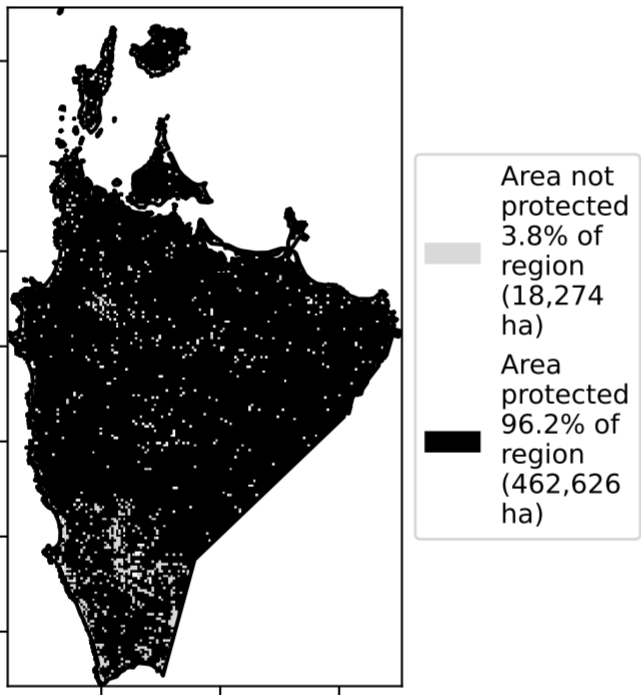 Area not
protected
3.8% of
region
(18,274
ha)
Area
protected
96.2% of
region
(462,626
ha)